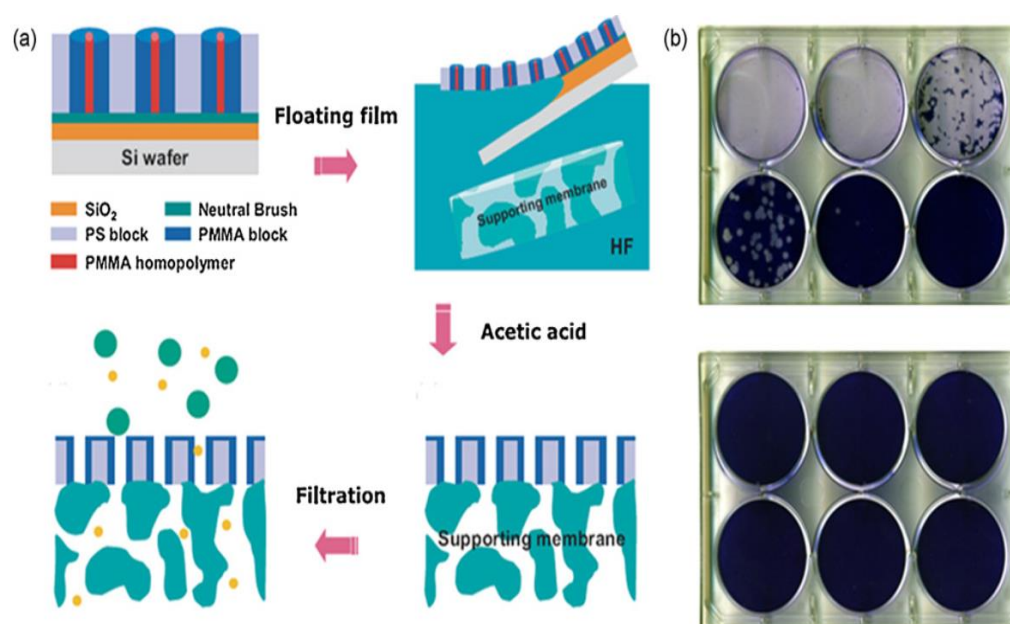 (a)
Si wafer
SiO₂
Neutral Brush
PS block
PMMA block
PMMA homopolymer
Floating film
Supporting membrane
HF
Acetic acid
Supporting membrane
Filtration
(b)